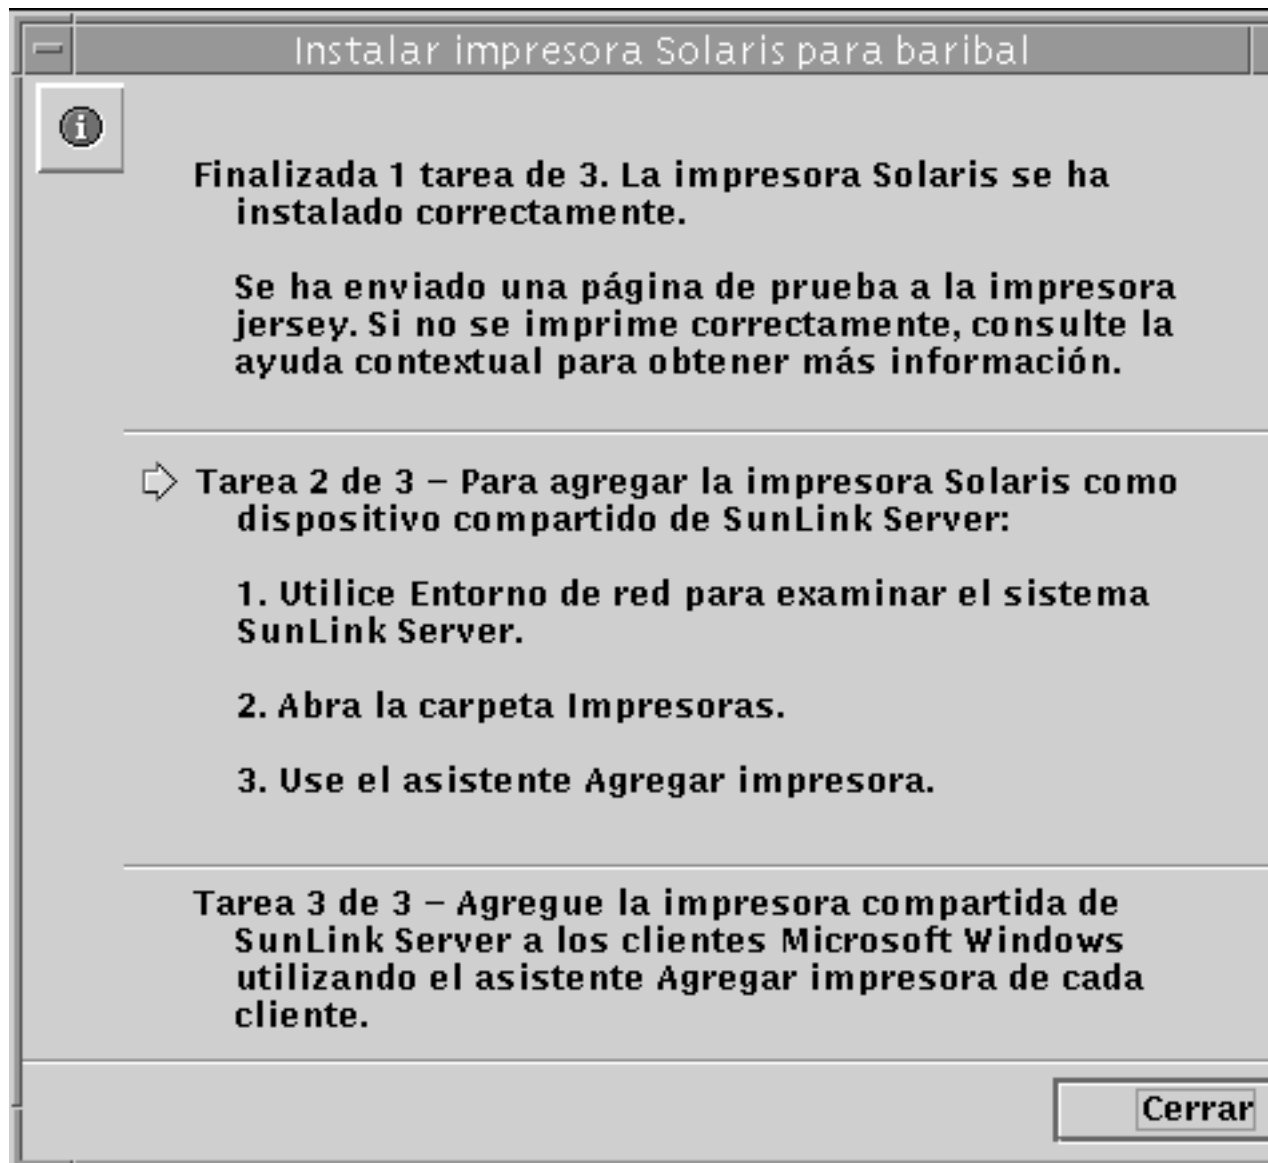 Instalar impresora Solaris para baribal
Finalizada 1 tarea de 3. La impresora Solaris se ha
instalado correctamente.
Se ha enviado una página de prueba a la impresora
jersey. Si no se imprime correctamente, consulte la
ayuda contextual para obtener más información.
Tarea 2 de 3 – Para agregar la impresora Solaris como
dispositivo compartido de SunLink Server:
1. Utilice Entorno de red para examinar el sistema
SunLink Server.
2. Abra la carpeta Impresoras.
3. Use el asistente Agregar impresora.
Tarea 3 de 3 – Agregue la impresora compartida de
SunLink Server a los clientes Microsoft Windows
utilizando el asistente Agregar impresora de cada
cliente.
Cerrar